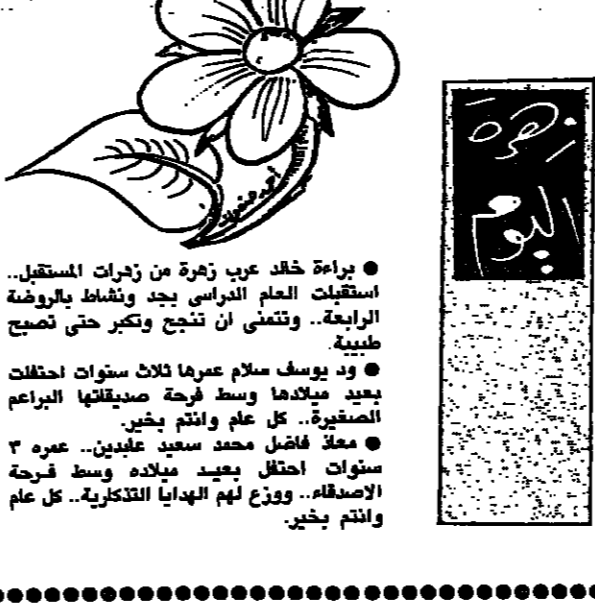 زهرة
اليوم
● براءة خالد عرب زهرة من زهرات المستقبل..
استقبلت العام الدراسى بجد ونشاط بالروضة
الرابعة.. وتتمنى ان تنجح وتكبر حتى تصبح
طبيبة.
● ود يوسف سلام عمرها ثلاث سنوات احتفلت
بعيد ميلادها وسط فرحة صديقاتها البراعم
الصغيرة.. كل عام وانتم بخير.
● معاذ فاضل محمد سعيد عابدين.. عمره ٣
سنوات احتفل بعيد ميلاده وسط فرحة
الاصدقاء.. ووزع لهم الهدايا التذكارية.. كل عام
وانتم بخير.